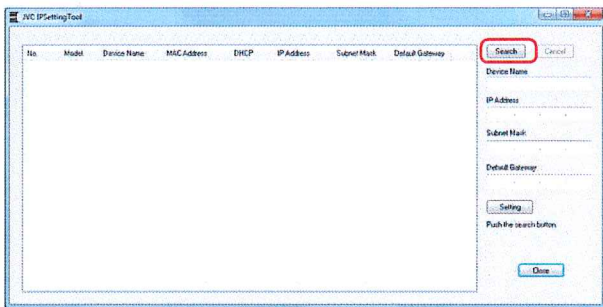 JVC IPSettingTool
No. Model Device Name MAC Address DHCP IP Address Subnet Mask Default Gateway
Search Cancel
Device Name
IP Address
Subnet Mask
Default Gateway
Setting
Push the search button
Close